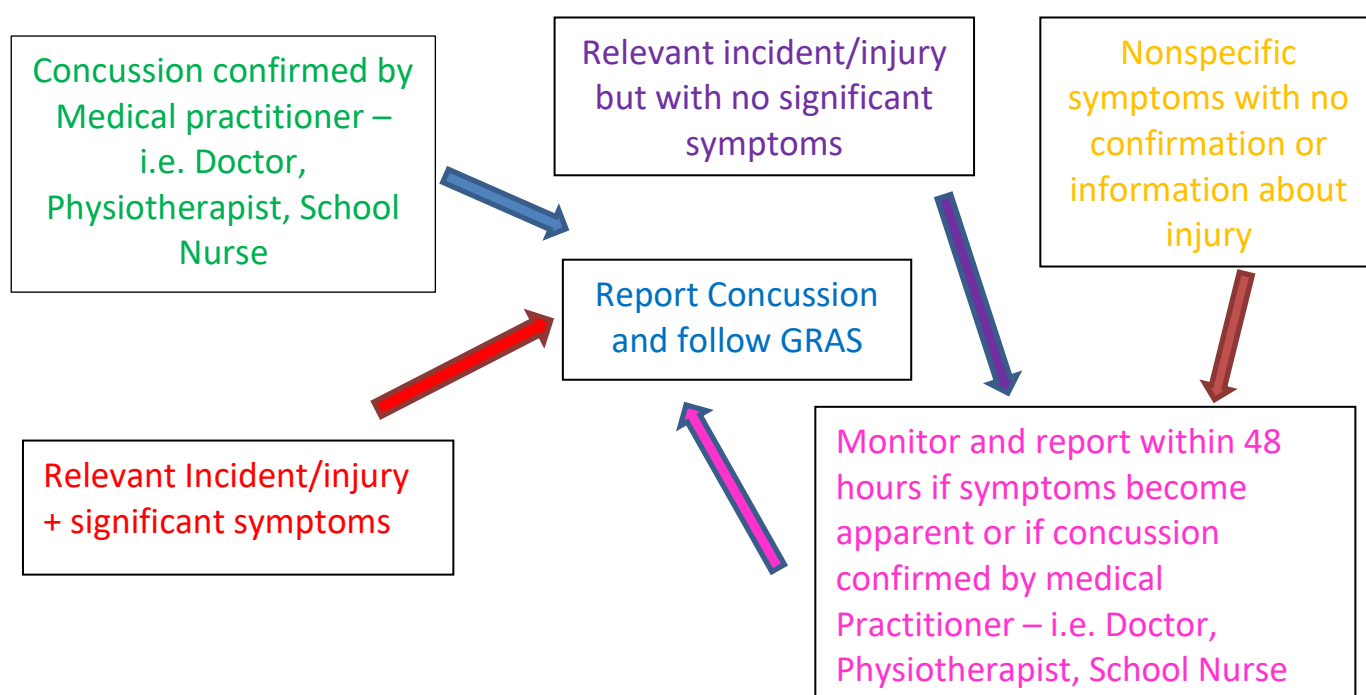 Concussion confirmed by
Medical practitioner –
i.e. Doctor,
Physiotherapist, School
Nurse
Relevant incident/injury
but with no significant
symptoms
Nonspecific
symptoms with no
confirmation or
information about
injury
Report Concussion
and follow GRAS
Relevant Incident/injury
+ significant symptoms
Monitor and report within 48
hours if symptoms become
apparent or if concussion
confirmed by medical
Practitioner – i.e. Doctor,
Physiotherapist, School Nurse